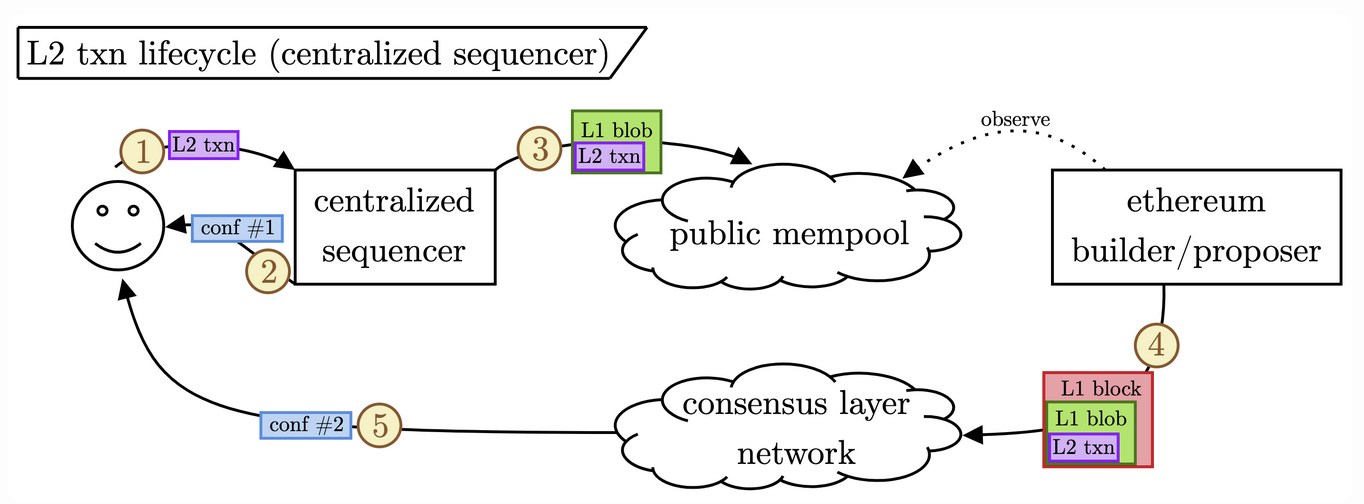 L2 txn lifecycle (centralized sequencer)
1
L2 txn
3
L1 blob
L2 txn
observe
conf #1
2
centralized
sequencer
public mempool
ethereum
builder/proposer
4
L1 block
L1 blob
L2 txn
consensus layer
network
conf #2
5